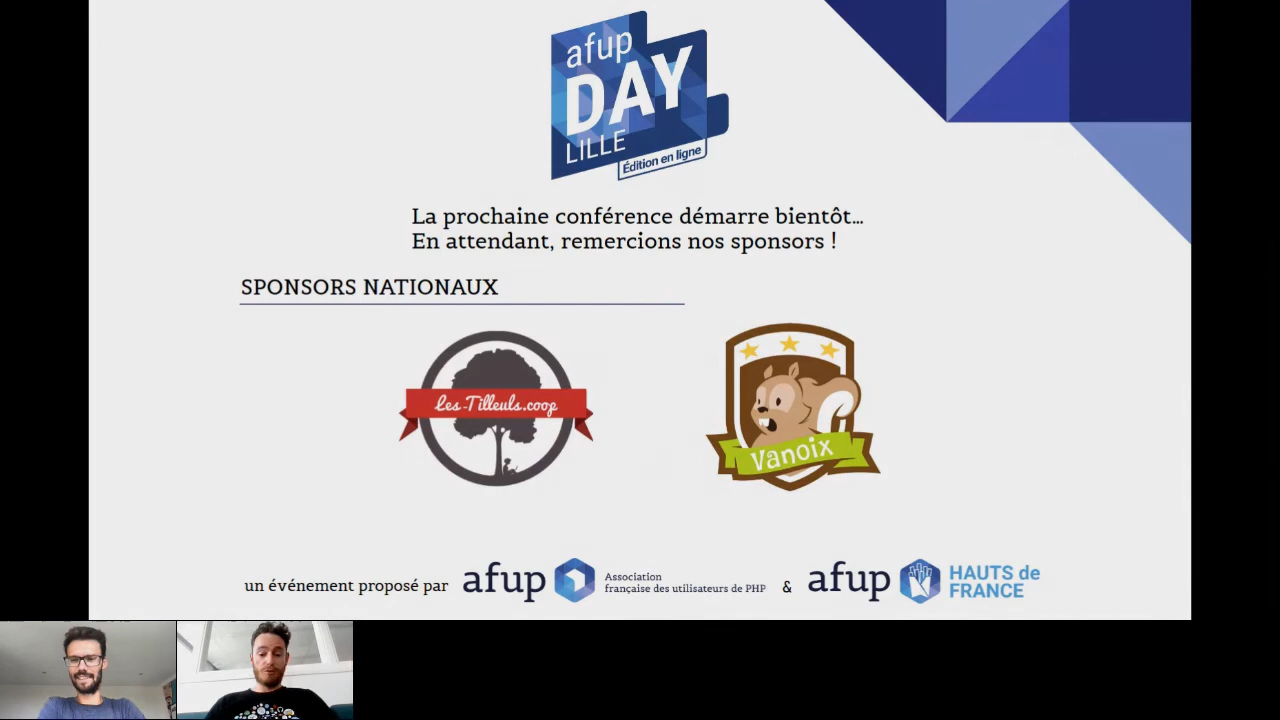 afup
DAY
LILLE
Édition en ligne
La prochaine conférence démarre bientôt...
En attendant, remercions nos sponsors !
SPONSORS NATIONAUX
Les-Tilleuls.coop
Vanoix
un événement proposé par afup Association française des utilisateurs de PHP & afup HAUTS de FRANCE